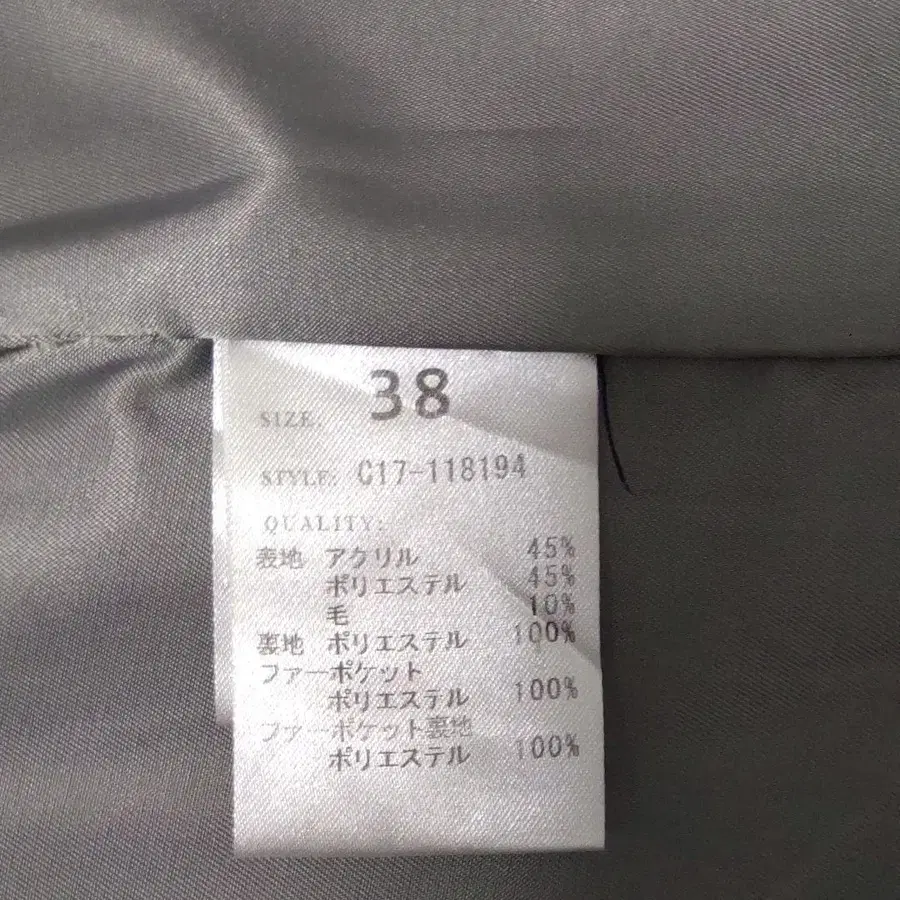 SIZE: 38
STYLE: C17-118194
QUALITY:
表地 アクリル 45%
ポリエステル 45%
毛 10%
裏地 ポリエステル 100%
ファーポケット
ポリエステル 100%
ファーポケット裏地
ポリエステル 100%